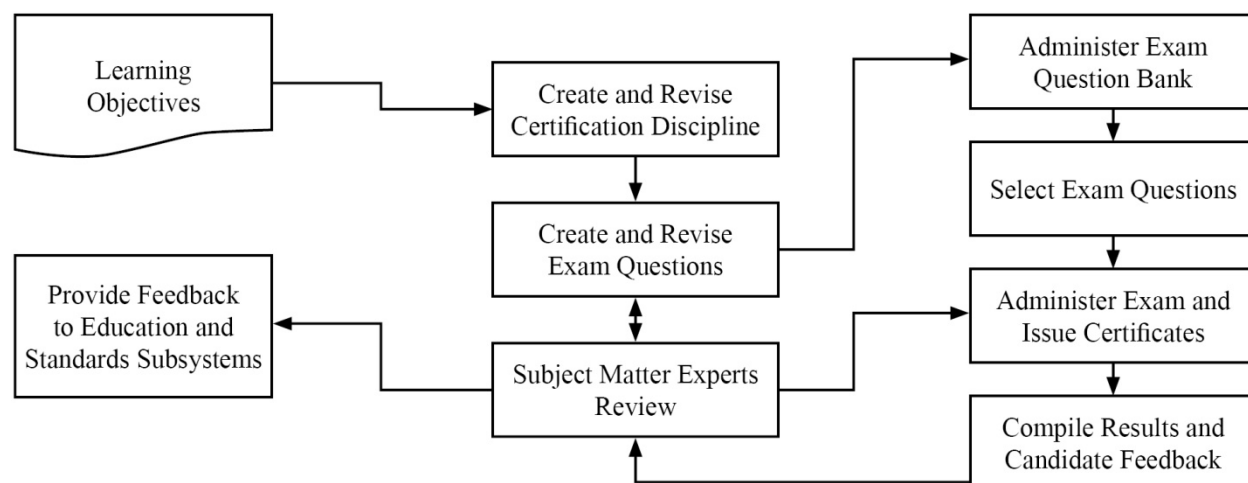 Learning
Objectives
Create and Revise
Certification Discipline
Administer Exam
Question Bank
Select Exam Questions
Create and Revise
Exam Questions
Provide Feedback
to Education and
Standards Subsystems
Administer Exam and
Issue Certificates
Subject Matter Experts
Review
Compile Results and
Candidate Feedback